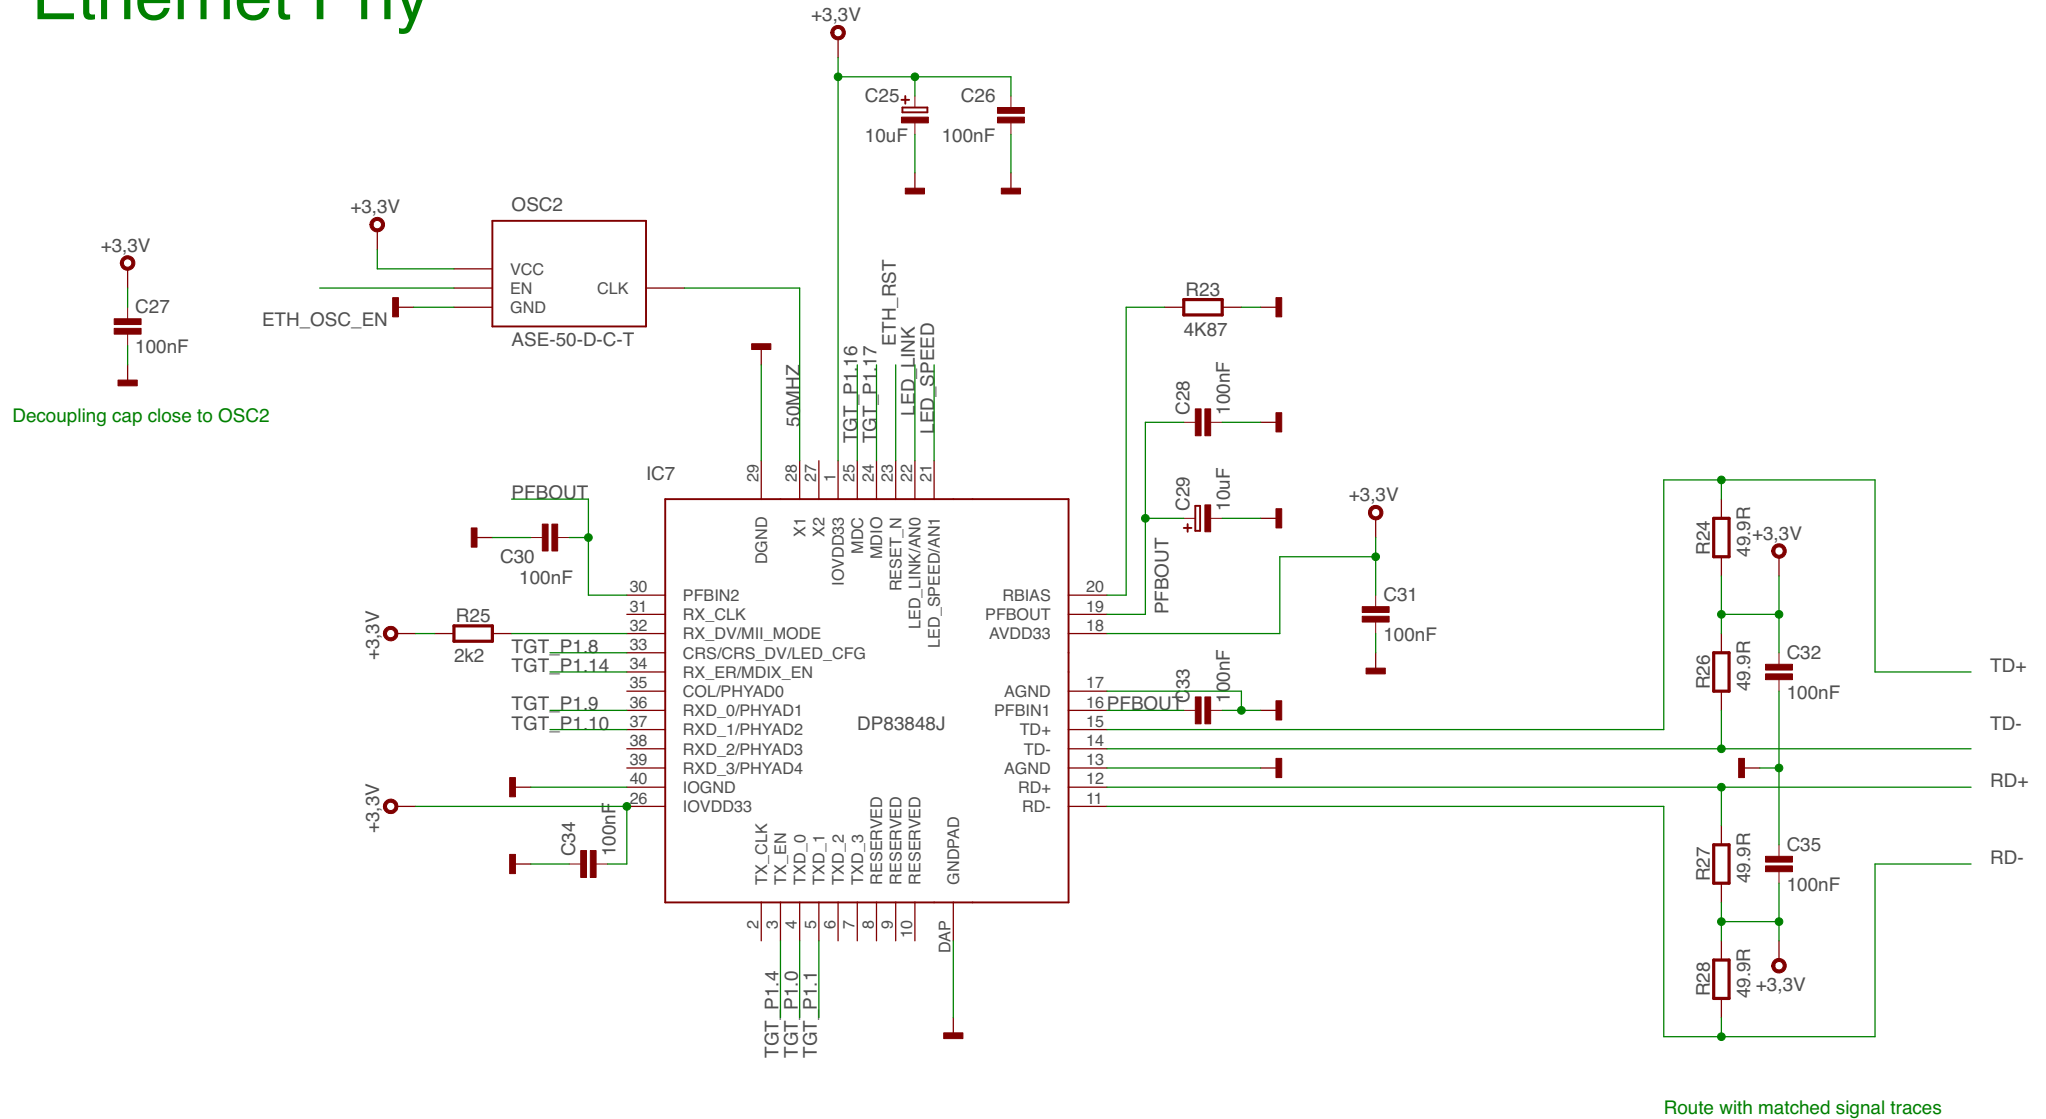 Ethernet Phy
+3,3V
C25
+
10uF
C26
100nF
+3,3V
OSC2
VCC
EN
GND
CLK
ASE-50-D-C-T
ETH_OSC_EN
+3,3V
C27
100nF
Decoupling cap close to OSC2
50MHZ
TGT_P1.16
TGT_P1.17
ETH_RST
LED_LINK
LED_SPEED
R23
4K87
C28
100nF
C29
10uF
+
PFBOUT
+3,3V
C31
100nF
IC7
29
28
27
1
25
24
23
22
21
DGND
X1
X2
IOVDD33
MDC
MDIO
RESET_N
LED_LINK/AN0
LED_SPEED/AN1
PFBOUT
C30
100nF
+3,3V
R25
2k2
TGT_P1.8
TGT_P1.14
TGT_P1.9
TGT_P1.10
+3,3V
C34
100nF
30 PFBIN2
31 RX_CLK
32 RX_DV/MII_MODE
33 CRS/CRS_DV/LED_CFG
34 RX_ER/MDIX_EN
35 COL/PHYAD0
36 RXD_0/PHYAD1
37 RXD_1/PHYAD2
38 RXD_2/PHYAD3
39 RXD_3/PHYAD4
40 IOGND
26 IOVDD33
DP83848J
RBIAS 20
PFBOUT 19
AVDD33 18
AGND 17
PFBIN1 16
TD+ 15
TD- 14
AGND 13
RD+ 12
RD- 11
PFBOUT
C33
100nF
TX_CLK
TX_EN
TXD_0
TXD_1
TXD_2
TXD_3
RESERVED
RESERVED
RESERVED
GNDPAD
2
3
4
5
6
7
8
9
10
DAP
TGT_P1.4
TGT_P1.0
TGT_P1.1
R24
49.9R
+3,3V
R26
49.9R
C32
100nF
TD+
TD-
RD+
RD-
R27
49.9R
C35
100nF
R28
49.9R
+3,3V
Route with matched signal traces